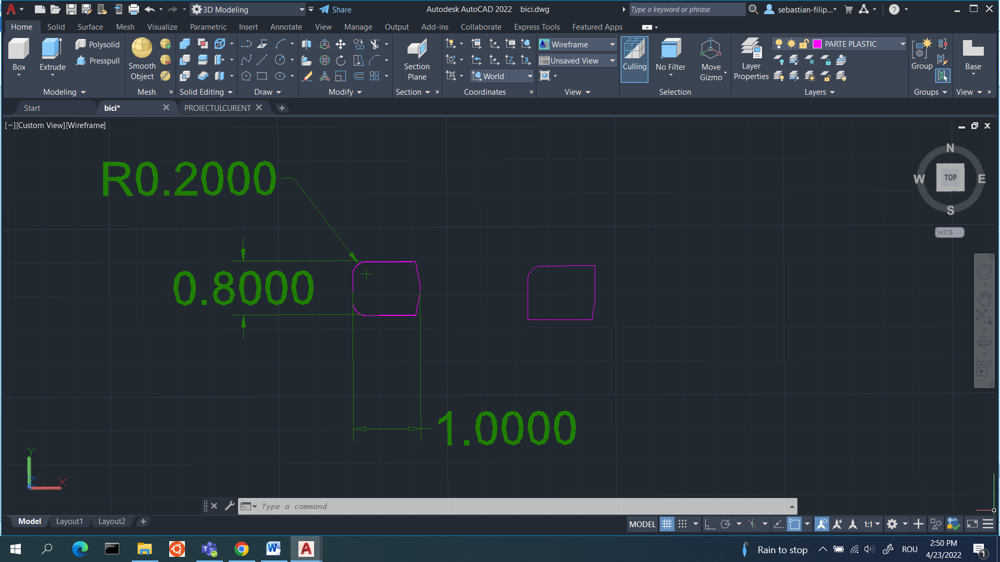 3D Modeling
Share
Autodesk AutoCAD 2022 bici.dwg
Type a keyword or phrase
sebastian-filip...
Home Solid Surface Mesh Visualize Parametric Insert Annotate View Manage Output Add-ins Collaborate Express Tools Featured Apps
Box
Extrude
Polysolid
Presspull
Smooth
Object
Section
Plane
World
Wireframe
Unsaved View
Culling
No Filter
Move
Gizmo
Layer
Properties
PARTE PLASTIC
Group
Base
Modeling
Mesh
Solid Editing
Draw
Modify
Section
Coordinates
View
Selection
Layers
Groups
View
Start
bici*
PROIECTULCURENT
[−][Custom View][Wireframe]
N
W
TOP
E
S
WCS
R0.2000
0.8000
1.0000
Y
Z
X
Type a command
Model
Layout1
Layout2
MODEL
1:1
Rain to stop
ROU
2:50 PM
4/23/2022
1